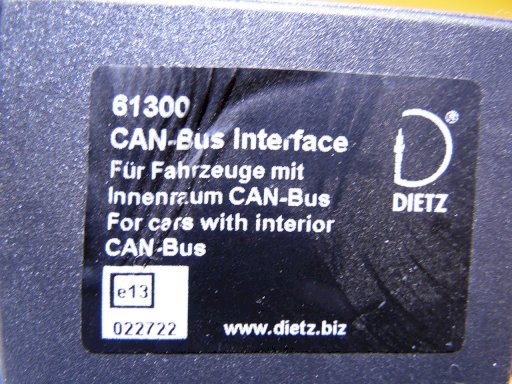 61300
CAN-Bus Interface
Für Fahrzeuge mit
Innenraum CAN-Bus
For cars with interior
CAN-Bus
®
DIETZ
e13
022722
www.dietz.biz